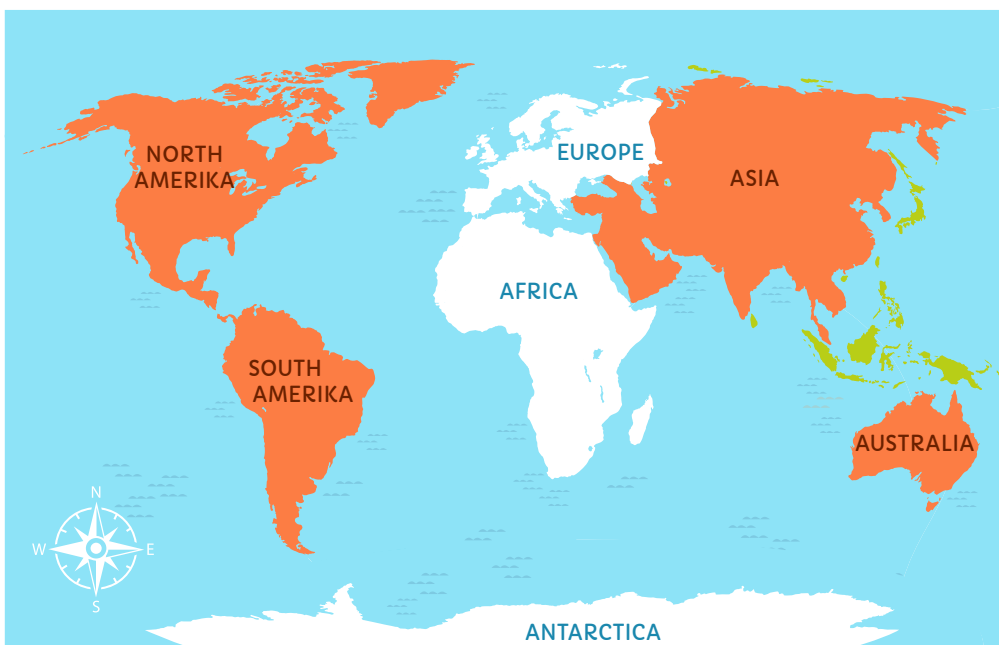 NORTH
AMERIKA
EUROPE
ASIA
AFRICA
SOUTH
AMERIKA
AUSTRALIA
N
W
E
S
ANTARCTICA